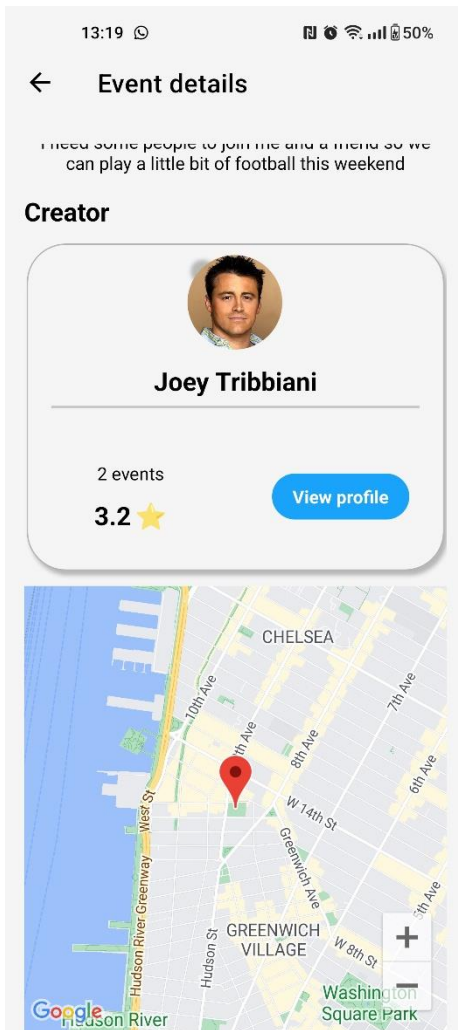 13:19
50%
Event details
I need some people to join me and a friend so we
can play a little bit of football this weekend
Creator
Joey Tribbiani
2 events
3.2
View profile
CHELSEA
10th Ave
7th Ave
8th Ave
6th Ave
W 14th St
West St
Greenwich Ave
Hudson River Greenway
Hudson St
GREENWICH
VILLAGE
W 8th St
5th Ave
+
Washington
Square Park
Google
Hudson River